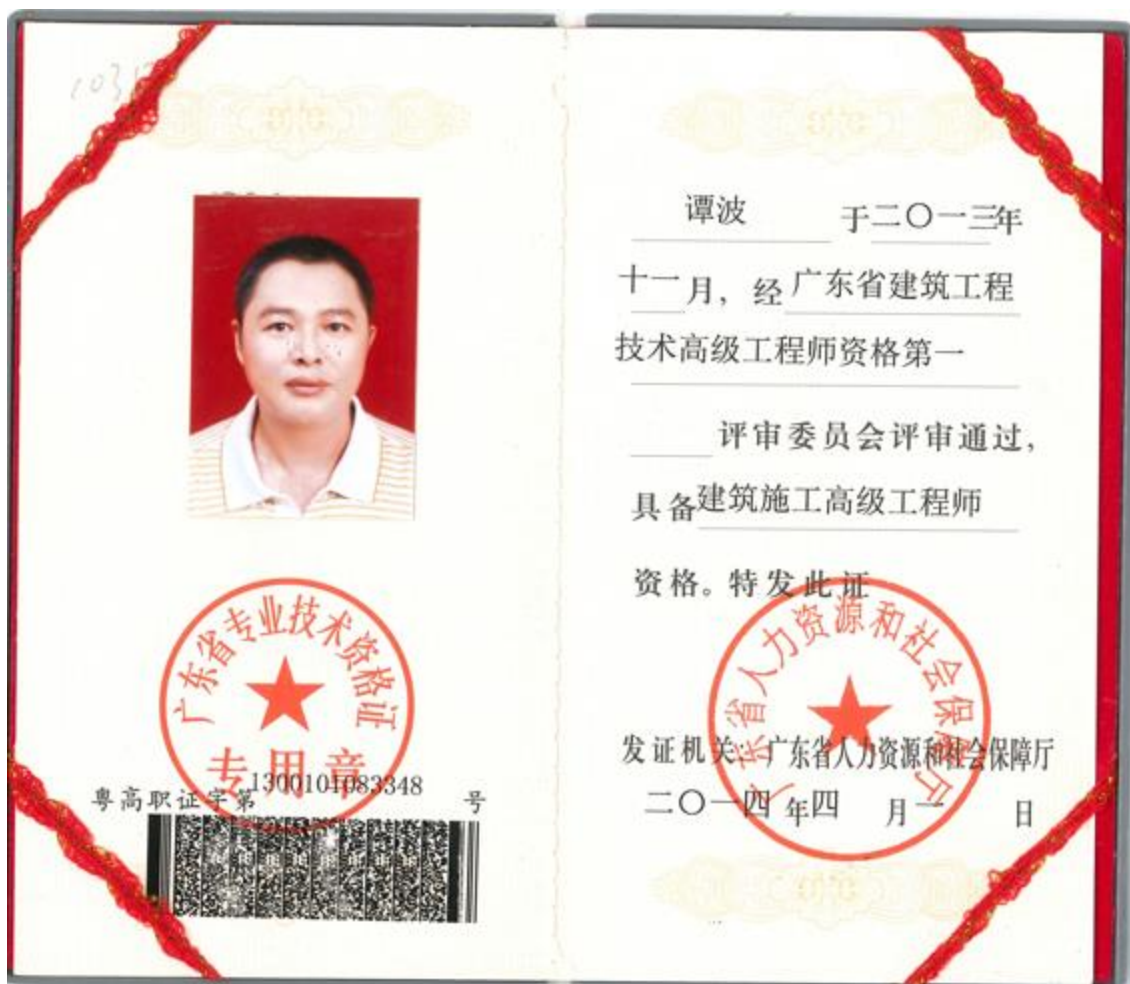 广东省专业技术资格证
专用章
粤高职证字第1300101083348号
谭波 于二〇一三年
十一月，经广东省建筑工程
技术高级工程师资格第一
评审委员会评审通过，
具备建筑施工高级工程师
资格。特发此证
广东省人力资源和社会保障厅
发证机关：广东省人力资源和社会保障厅
二〇一四年四月一日